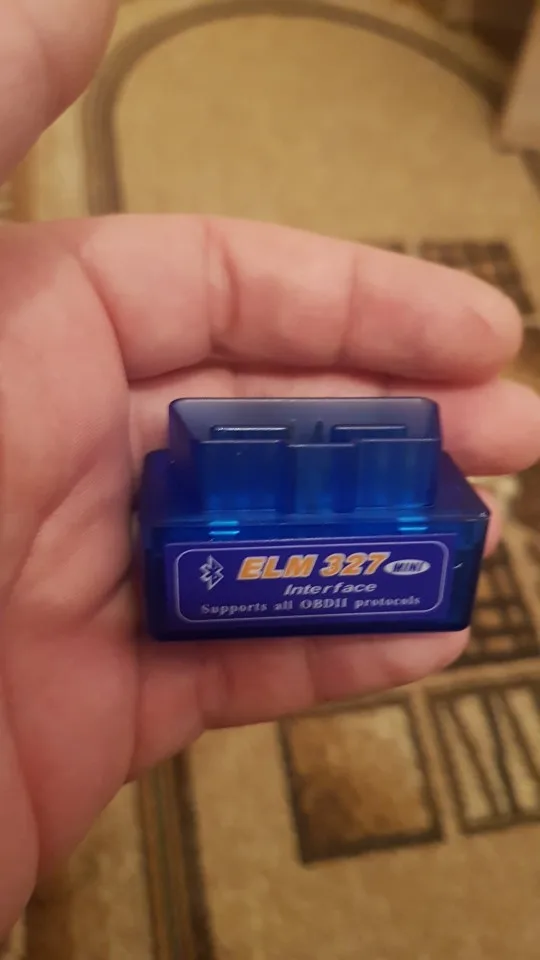 ELM 327 MINI
Interface
Supports all OBDII protocols